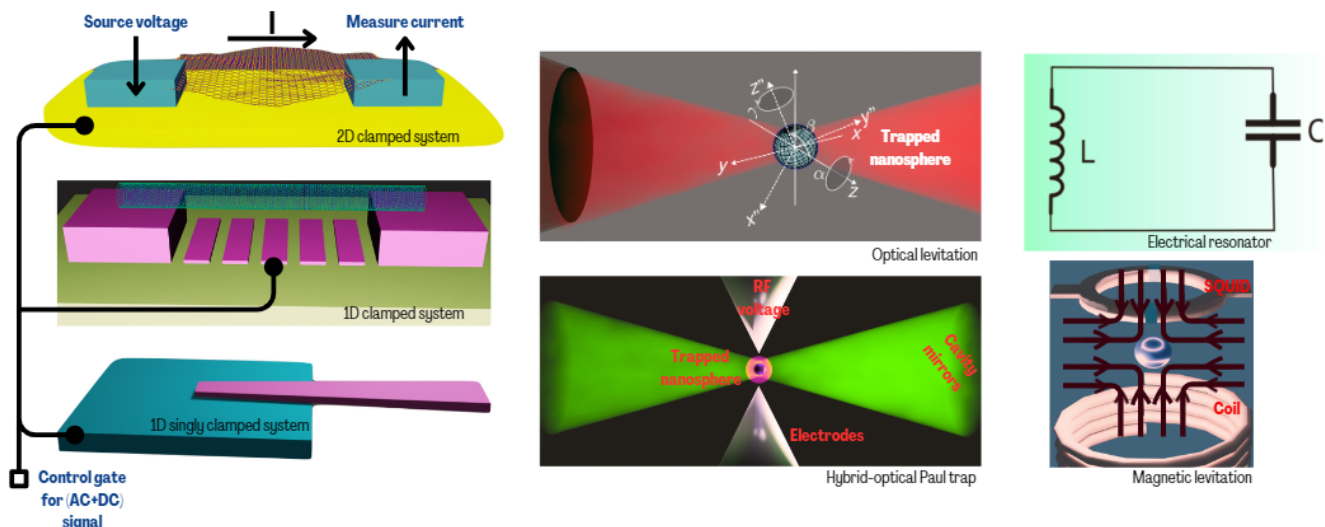 Source voltage
I
Measure current
2D clamped system
1D clamped system
1D singly clamped system
Control gate
for (AC+DC)
signal
z"
γ
β
y"
x
y
Trapped
nanosphere
α
z
x"
Optical levitation
RF
voltage
Trapped
nanosphere
Cavity
mirrors
Electrodes
Hybrid-optical Paul trap
L
C
Electrical resonator
SQUID
Coil
Magnetic levitation